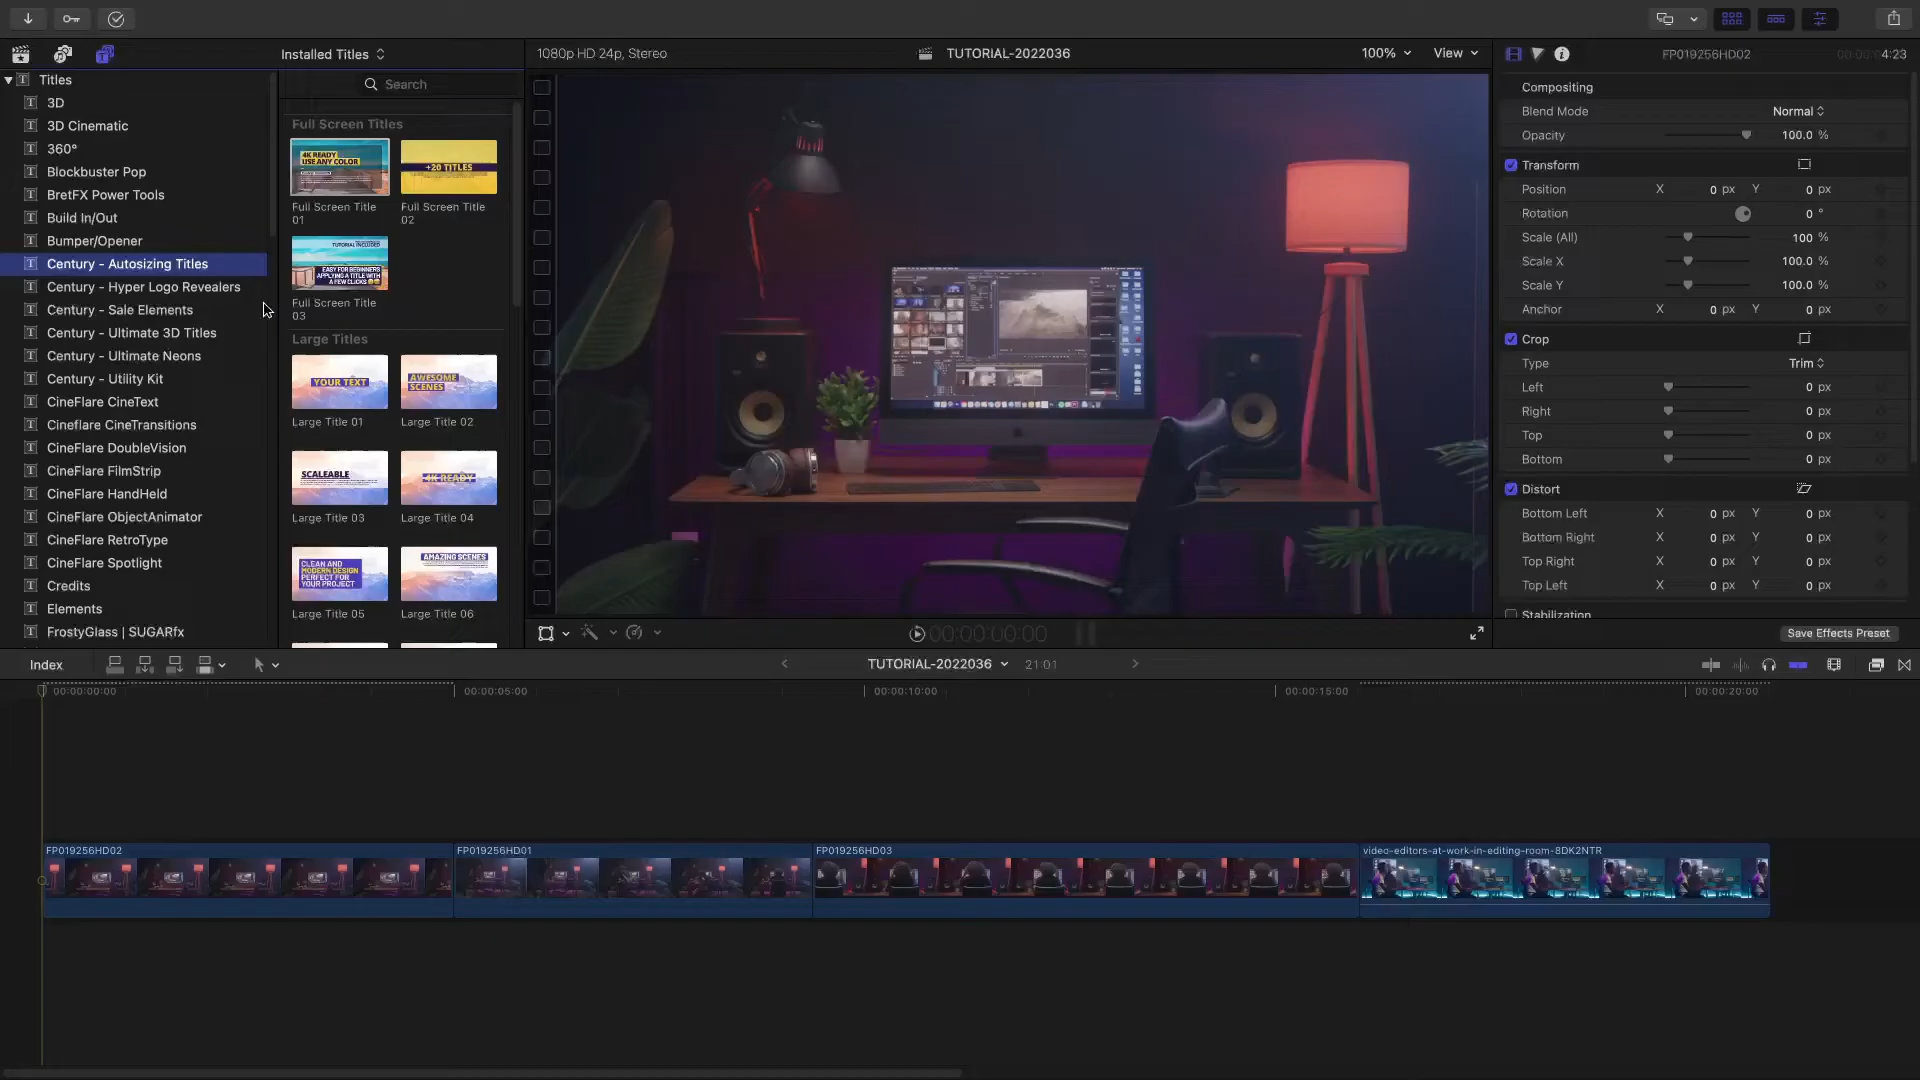 Installed Titles
1080p HD 24p, Stereo
TUTORIAL-2022036
100%
View
FP019256HD02
4:23
Titles
3D
3D Cinematic
360°
Blockbuster Pop
BretFX Power Tools
Build In/Out
Bumper/Opener
Century - Autosizing Titles
Century - Hyper Logo Revealers
Century - Sale Elements
Century - Ultimate 3D Titles
Century - Ultimate Neons
Century - Utility Kit
CineFlare CineText
Cineflare CineTransitions
CineFlare DoubleVision
CineFlare FilmStrip
CineFlare HandHeld
CineFlare ObjectAnimator
CineFlare RetroType
CineFlare Spotlight
Credits
Elements
FrostyGlass | SUGARfx
Search
Full Screen Titles
4K READY
USE ANY COLOR
+20 TITLES
Full Screen Title
01
Full Screen Title
02
TUTORIAL INCLUDED
EASY FOR BEGINNERS
APPLYING A TITLE WITH
A FEW CLICKS
Full Screen Title
03
Large Titles
YOUR TEXT
AWESOME
SCENES
Large Title 01
Large Title 02
SCALEABLE
4K READY
Large Title 03
Large Title 04
CLEAN AND
MODERN DESIGN
PERFECT FOR
YOUR PROJECT
AMAZING SCENES
Large Title 05
Large Title 06
Compositing
Blend Mode
Normal
Opacity
100.0 %
Transform
Position
X 0 px Y 0 px
Rotation
0 °
Scale (All)
100 %
Scale X
100.0 %
Scale Y
100.0 %
Anchor
X 0 px Y 0 px
Crop
Type
Trim
Left
0 px
Right
0 px
Top
0 px
Bottom
0 px
Distort
Bottom Left
X 0 px Y 0 px
Bottom Right
X 0 px Y 0 px
Top Right
X 0 px Y 0 px
Top Left
X 0 px Y 0 px
Stabilization
00:00:00:00
Save Effects Preset
Index
TUTORIAL-2022036
21:01
00:00:00:00
00:00:05:00
00:00:10:00
00:00:15:00
00:00:20:00
FP019256HD02
FP019256HD01
FP019256HD03
video-editors-at-work-in-editing-room-8DK2NTR